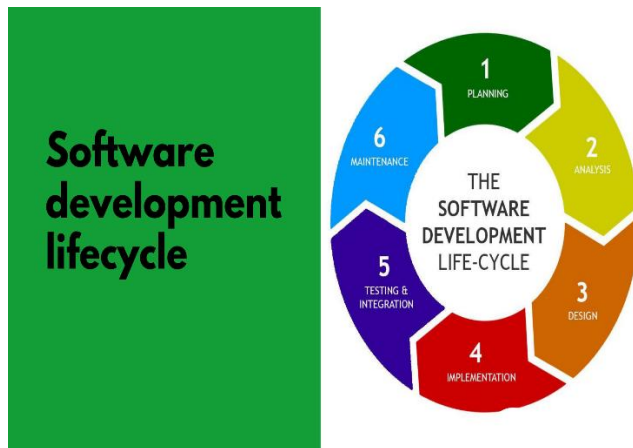 Software
development
lifecycle
1
PLANNING
2
ANALYSIS
3
DESIGN
4
IMPLEMENTATION
5
TESTING &
INTEGRATION
6
MAINTENANCE
THE
SOFTWARE
DEVELOPMENT
LIFE-CYCLE